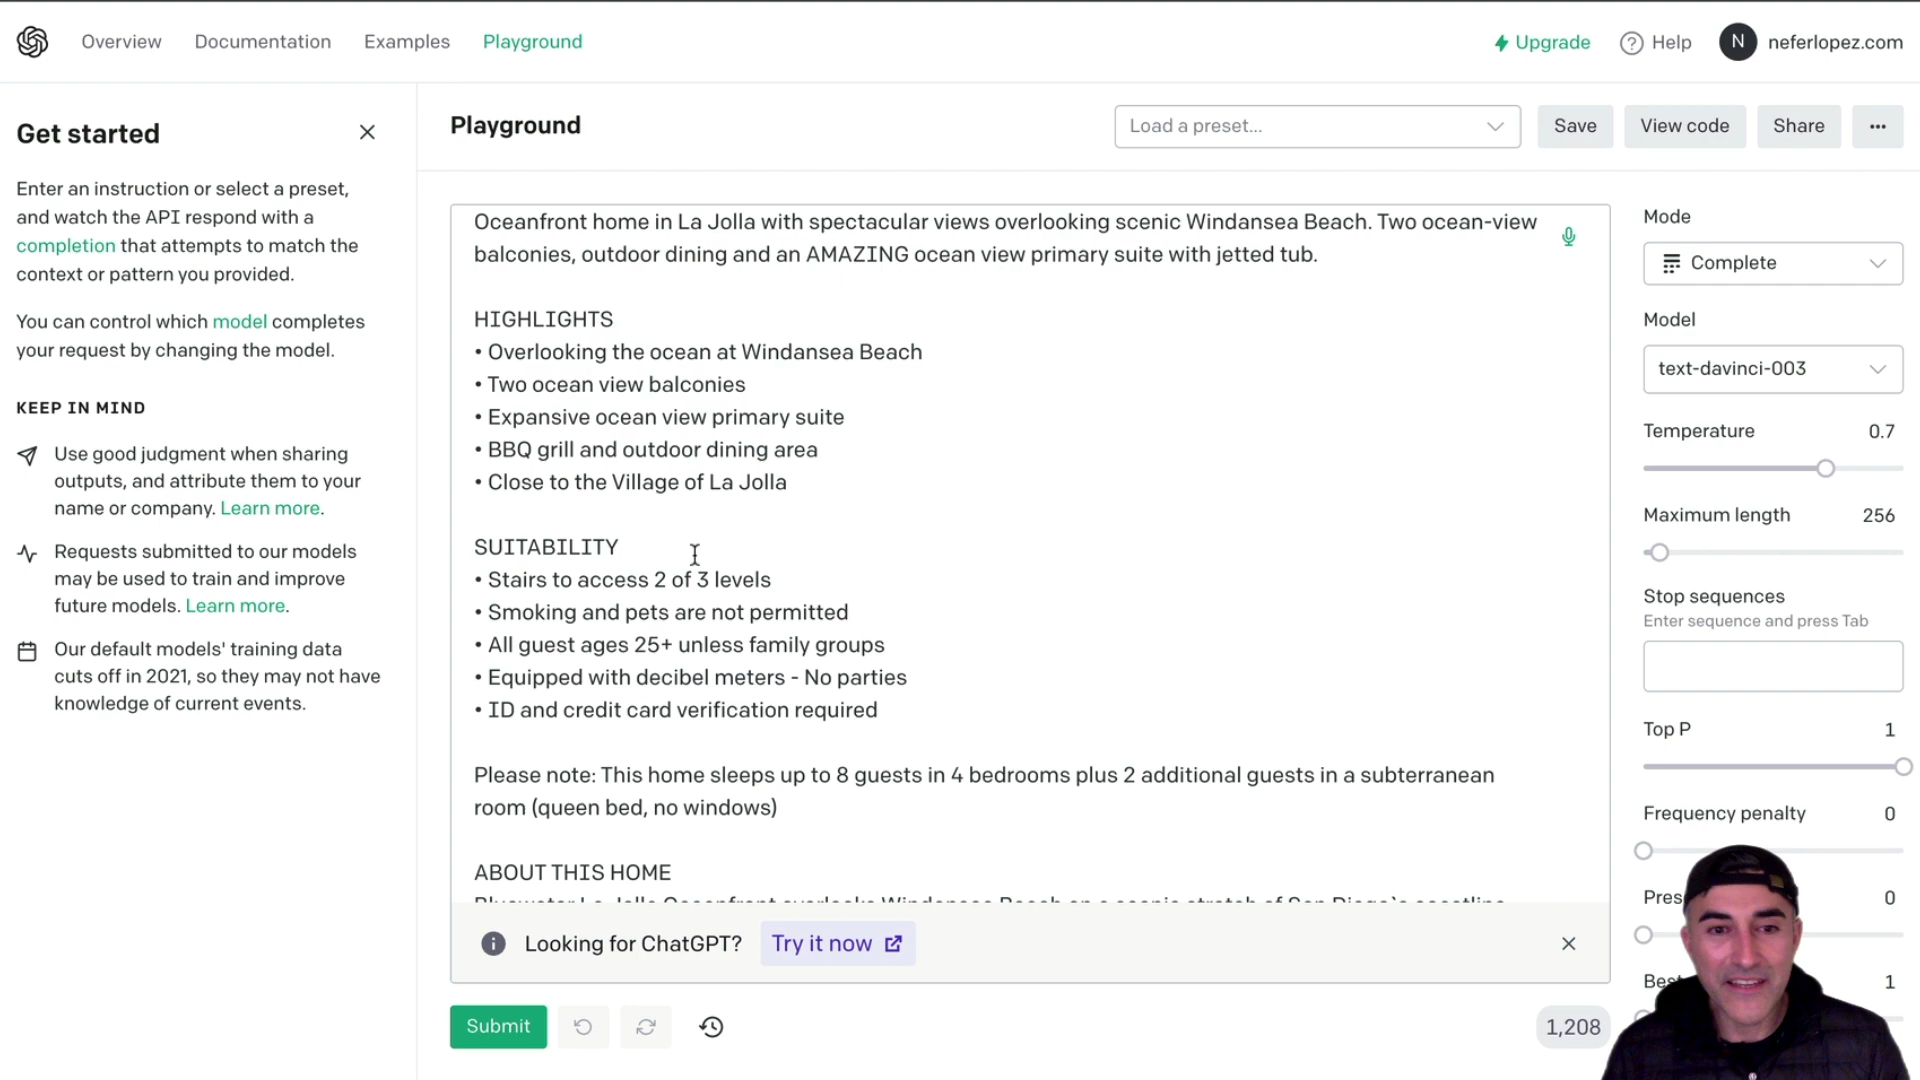 Overview
Documentation
Examples
Playground
Upgrade
Help
N
neferlopez.com
Get started
Enter an instruction or select a preset,
and watch the API respond with a
completion that attempts to match the
context or pattern you provided.
You can control which model completes
your request by changing the model.
KEEP IN MIND
Use good judgment when sharing
outputs, and attribute them to your
name or company. Learn more.
Requests submitted to our models
may be used to train and improve
future models. Learn more.
Our default models' training data
cuts off in 2021, so they may not have
knowledge of current events.
Playground
Load a preset...
Save
View code
Share
Oceanfront home in La Jolla with spectacular views overlooking scenic Windansea Beach. Two ocean-view
balconies, outdoor dining and an AMAZING ocean view primary suite with jetted tub.
HIGHLIGHTS
• Overlooking the ocean at Windansea Beach
• Two ocean view balconies
• Expansive ocean view primary suite
• BBQ grill and outdoor dining area
• Close to the Village of La Jolla
SUITABILITY
• Stairs to access 2 of 3 levels
• Smoking and pets are not permitted
• All guest ages 25+ unless family groups
• Equipped with decibel meters - No parties
• ID and credit card verification required
Please note: This home sleeps up to 8 guests in 4 bedrooms plus 2 additional guests in a subterranean
room (queen bed, no windows)
ABOUT THIS HOME
Looking for ChatGPT?
Try it now
Submit
1,208
Mode
Complete
Model
text-davinci-003
Temperature 0.7
Maximum length 256
Stop sequences
Enter sequence and press Tab
Top P 1
Frequency penalty 0
Pres 0
Bes 1